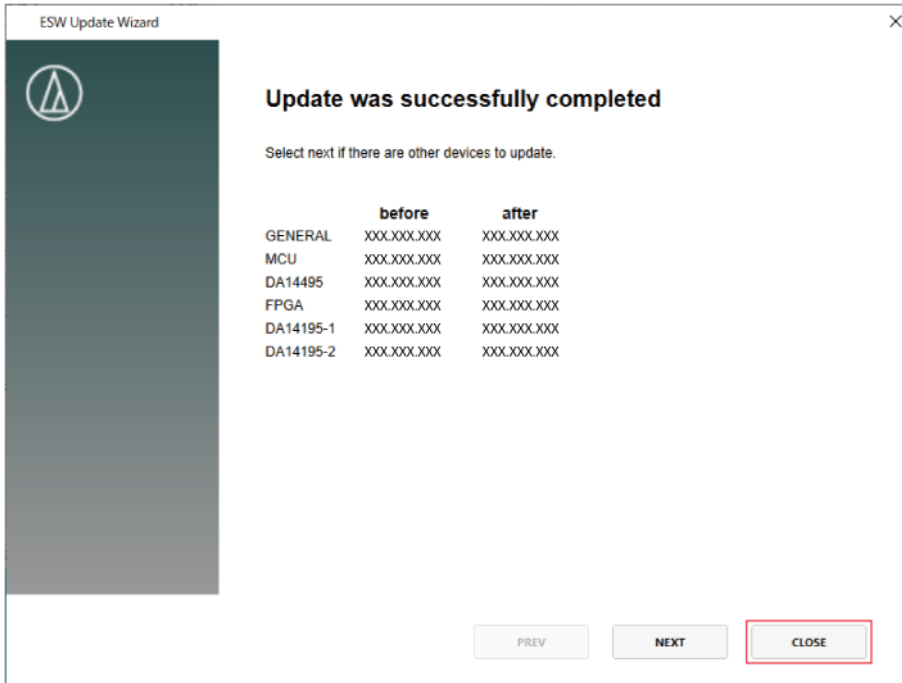 ESW Update Wizard
Update was successfully completed
Select next if there are other devices to update.
before after
GENERAL XXX.XXX.XXX XXX.XXX.XXX
MCU XXX.XXX.XXX XXX.XXX.XXX
DA14495 XXX.XXX.XXX XXX.XXX.XXX
FPGA XXX.XXX.XXX XXX.XXX.XXX
DA14195-1 XXX.XXX.XXX XXX.XXX.XXX
DA14195-2 XXX.XXX.XXX XXX.XXX.XXX
PREV NEXT CLOSE